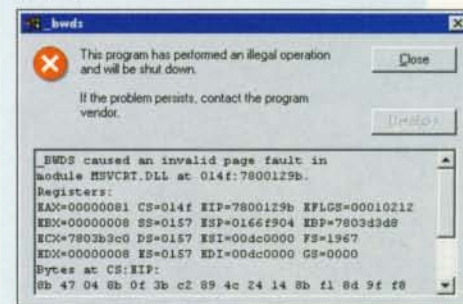 _bwds
This program has performed an illegal operation
and will be shut down.
Close
If the problem persists, contact the program
vendor.
Details
_BWDS caused an invalid page fault in
module MSVCRT.DLL at 014f:7800129b.
Registers:
EAX=00000081 CS=014f EIP=7800129b EFLGS=00010212
EBX=00000008 SS=0157 ESP=0166f904 EBP=7803d3d8
ECX=7803b3c0 DS=0157 ESI=00dc0000 FS=1967
EDX=00000008 ES=0157 EDI=00dc0000 GS=0000
Bytes at CS:EIP:
8b 47 04 8b 0f 3b c2 89 4c 24 14 8b f1 8d 9f f8